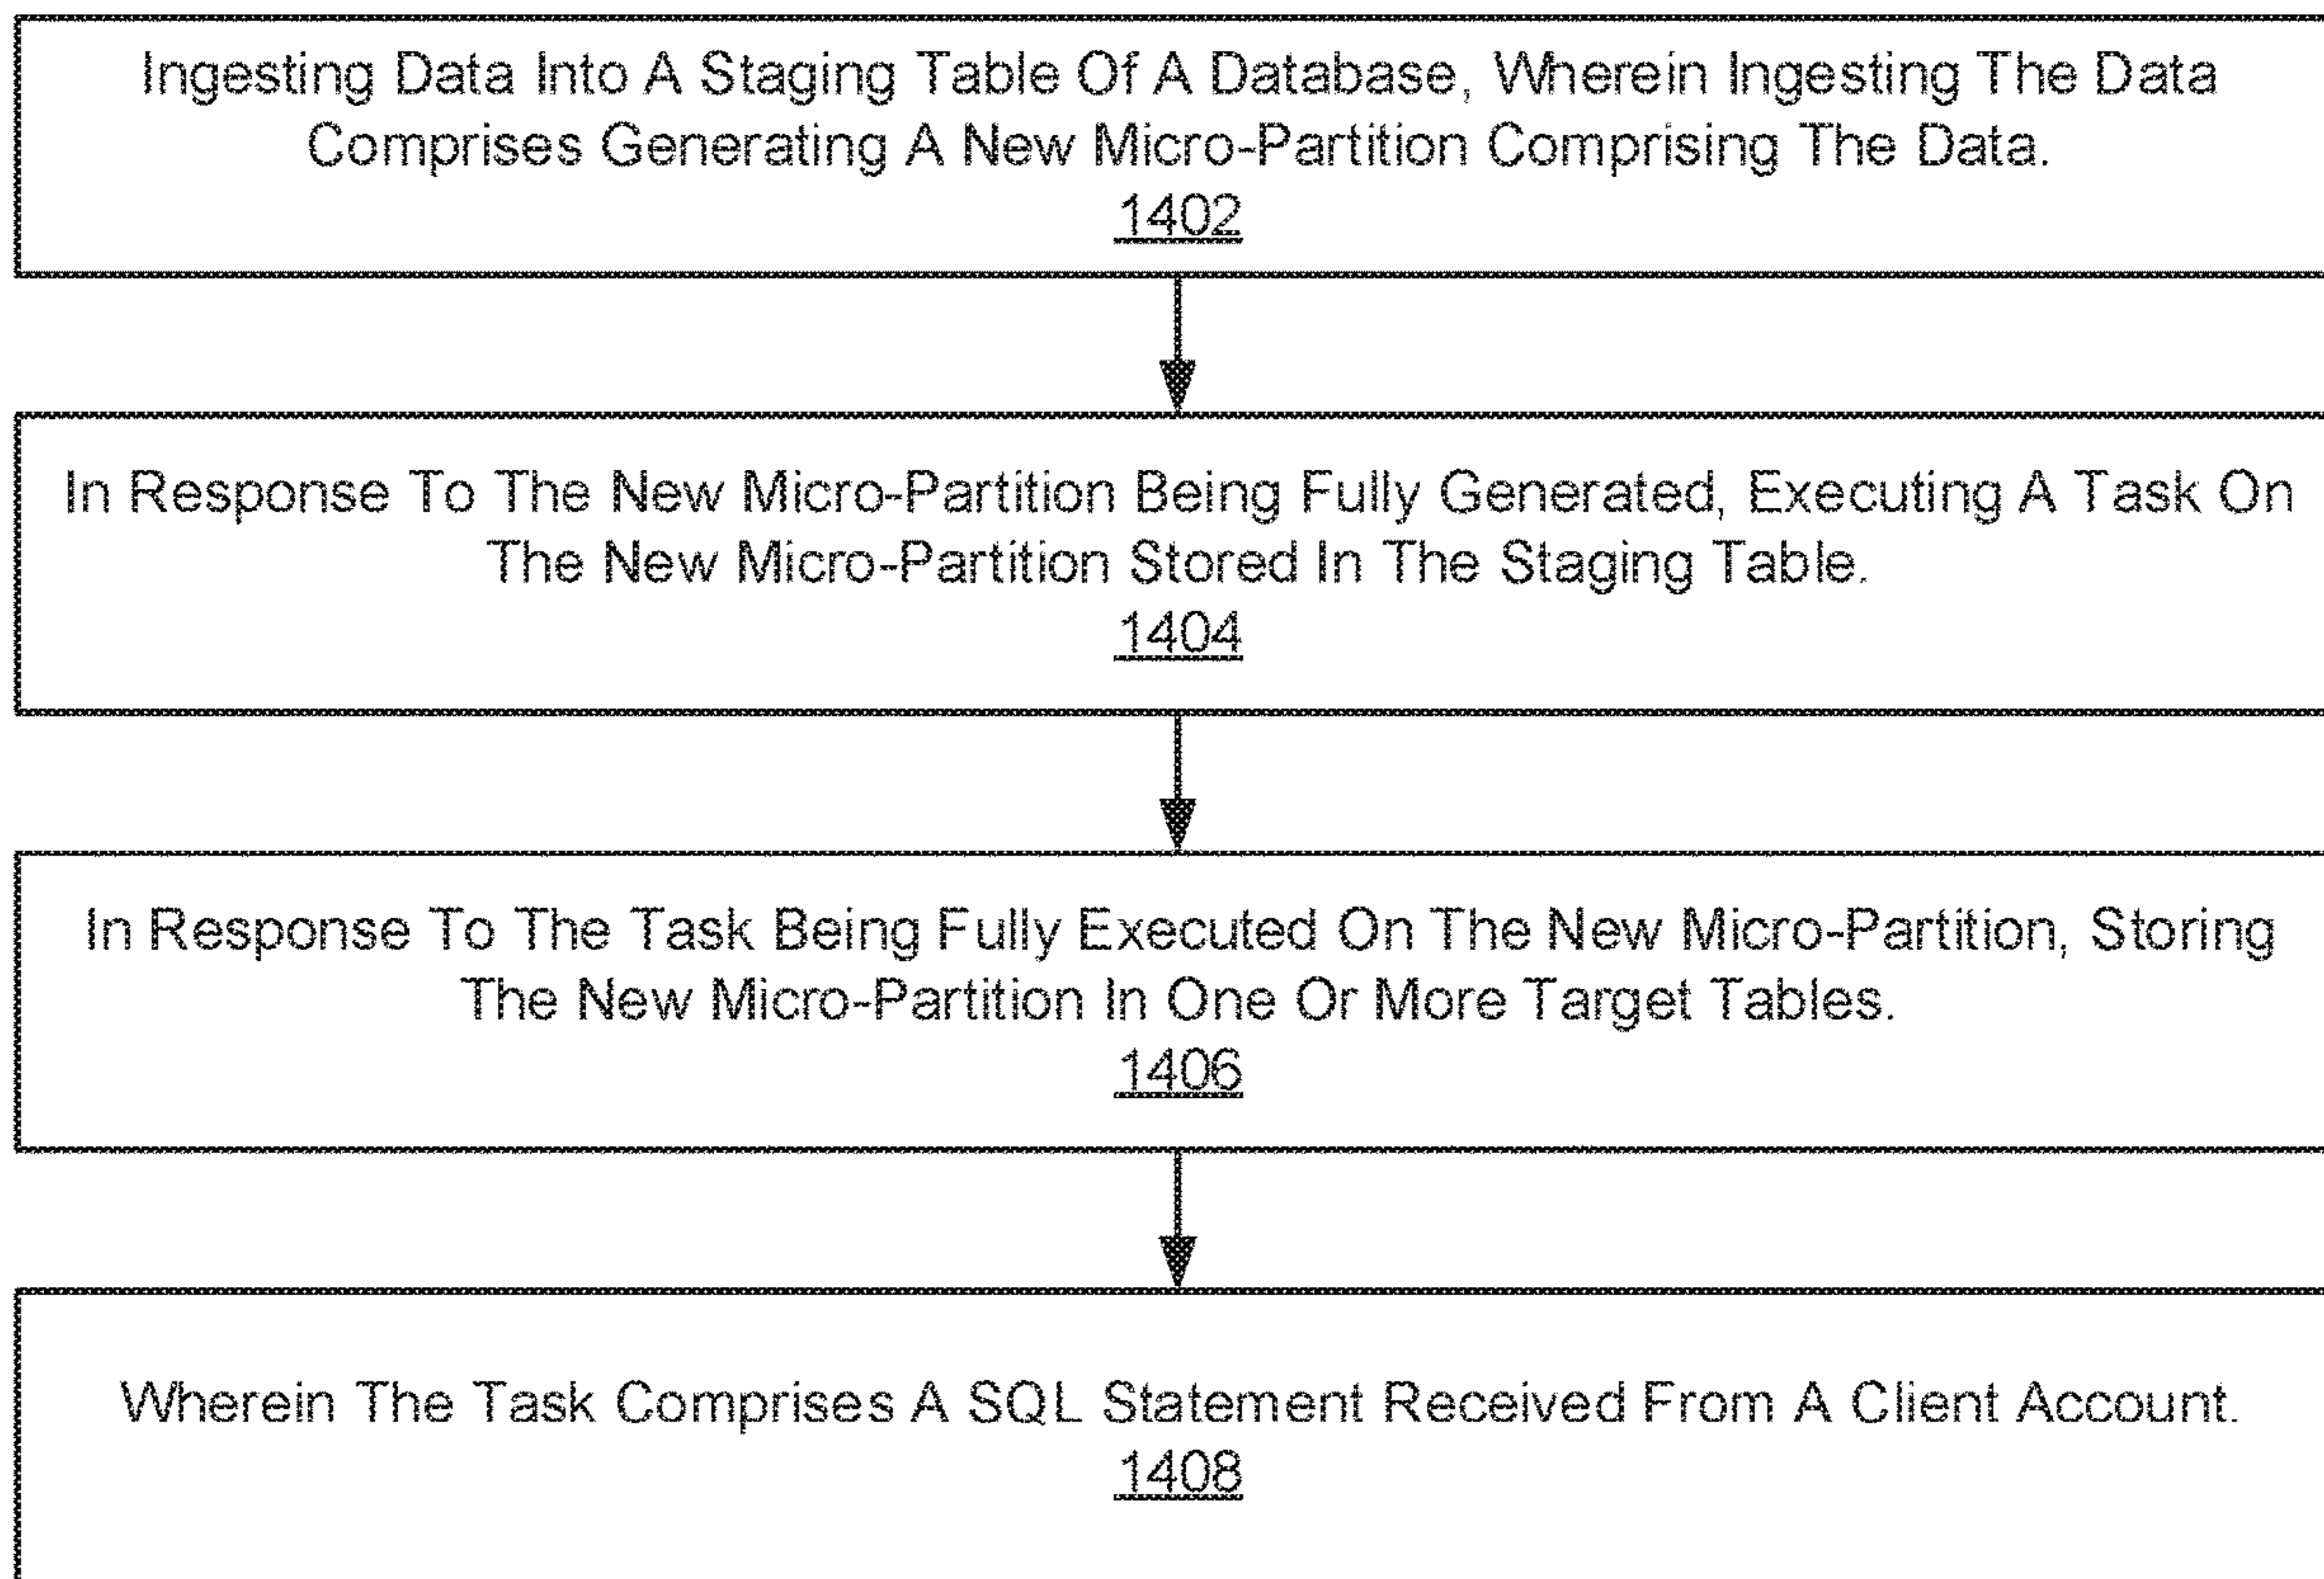 Ingesting Data Into A Staging Table Of A Database, Wherein Ingesting The Data
Comprises Generating A New Micro-Partition Comprising The Data.
1402
In Response To The New Micro-Partition Being Fully Generated, Executing A Task On
The New Micro-Partition Stored In The Staging Table.
1404
In Response To The Task Being Fully Executed On The New Micro-Partition, Storing
The New Micro-Partition In One Or More Target Tables.
1406
Wherein The Task Comprises A SQL Statement Received From A Client Account.
1408